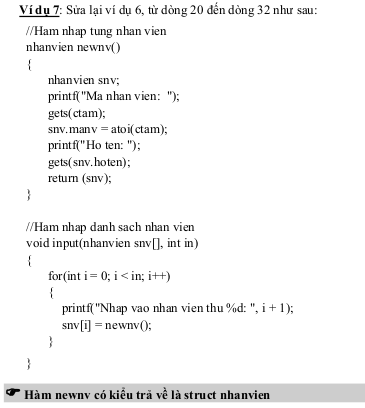 Ví dụ 7: Sửa lại ví dụ 6, từ dòng 20 đến dòng 32 như sau:
//Ham nhap tung nhan vien
nhanvien newnv()
{
nhanvien snv;
printf("Ma nhan vien: ");
gets(ctam);
snv.manv = atoi(ctam);
printf("Ho ten: ");
gets(snv.hoten);
return (snv);
}
//Ham nhap danh sach nhan vien
void input(nhanvien snv[], int in)
{
for(int i = 0; i < in; i++)
{
printf("Nhap vao nhan vien thu %d: ", i + 1);
snv[i] = newnv();
}
}
☞ Hàm newnv có kiểu trả về là struct nhanvien